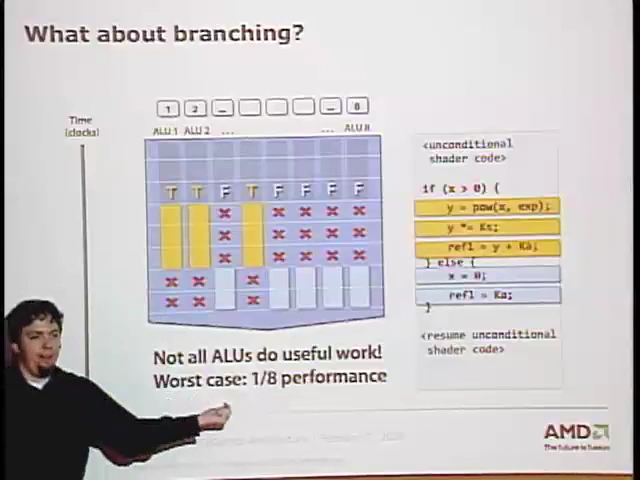 What about branching?
1 2 ... ... 8
Time
(clocks)
ALU 1 ALU 2 ... ... ALU 8
T T F T F F F F
<unconditional
shader code>
if (x > 0) {
y = pow(x, exp);
y *= Ks;
refl = y + Ka;
} else {
x = 0;
refl = Ka;
}
<resume unconditional
shader code>
Not all ALUs do useful work!
Worst case: 1/8 performance
AMD
The future is fusion